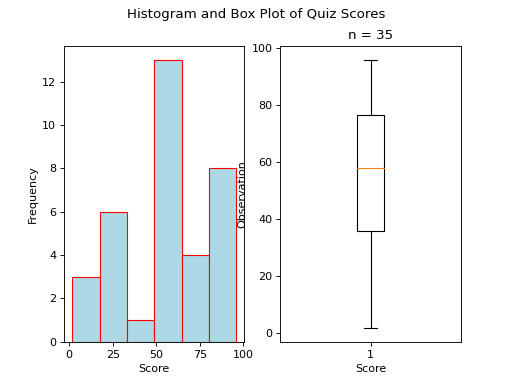 Histogram and Box Plot of Quiz Scores
Frequency
12
10
8
6
4
2
0
0 25 50 75 100
Score
n = 35
Observation
100
80
60
40
20
0
1
Score